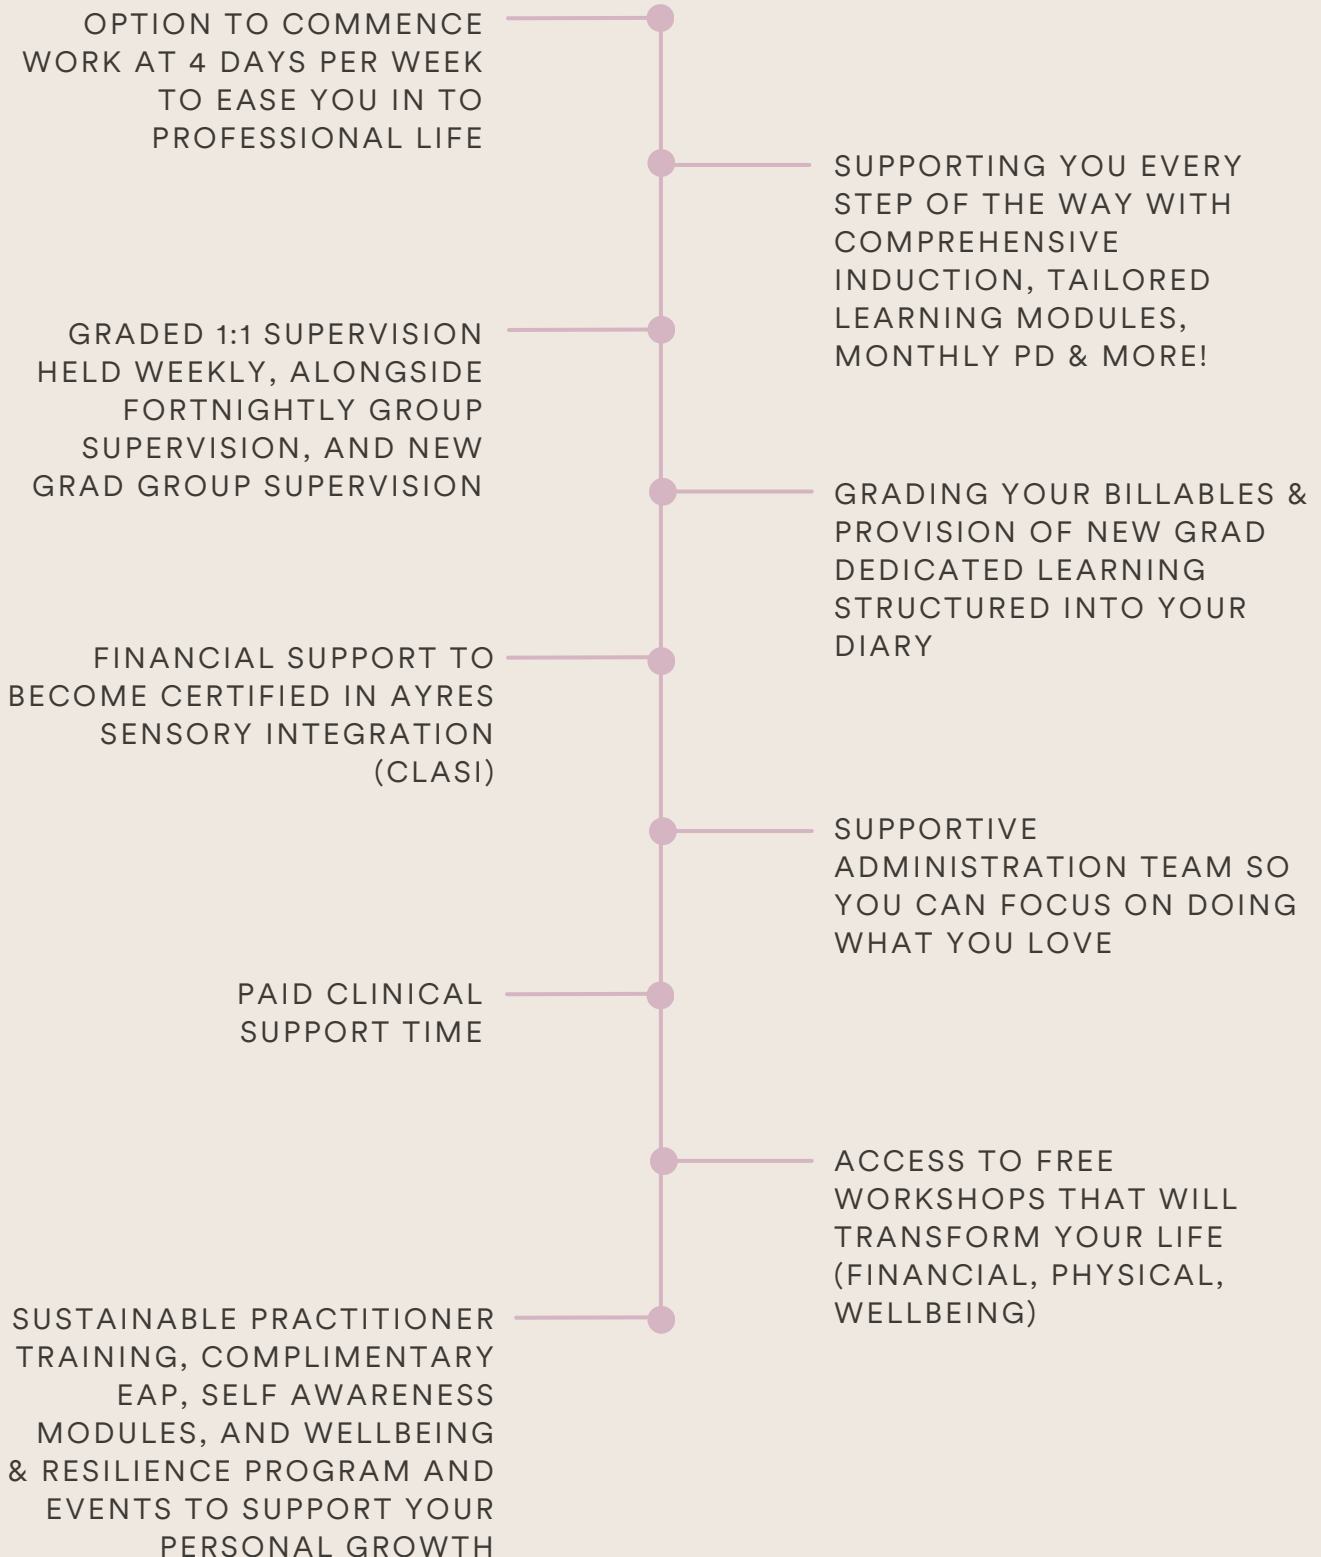 OPTION TO COMMENCE
WORK AT 4 DAYS PER WEEK
TO EASE YOU IN TO
PROFESSIONAL LIFE
SUPPORTING YOU EVERY
STEP OF THE WAY WITH
COMPREHENSIVE
INDUCTION, TAILORED
LEARNING MODULES,
MONTHLY PD & MORE!
GRADED 1:1 SUPERVISION
HELD WEEKLY, ALONGSIDE
FORTNIGHTLY GROUP
SUPERVISION, AND NEW
GRAD GROUP SUPERVISION
GRADING YOUR BILLABLES &
PROVISION OF NEW GRAD
DEDICATED LEARNING
STRUCTURED INTO YOUR
DIARY
FINANCIAL SUPPORT TO
BECOME CERTIFIED IN AYRES
SENSORY INTEGRATION
(CLASI)
SUPPORTIVE
ADMINISTRATION TEAM SO
YOU CAN FOCUS ON DOING
WHAT YOU LOVE
PAID CLINICAL
SUPPORT TIME
ACCESS TO FREE
WORKSHOPS THAT WILL
TRANSFORM YOUR LIFE
(FINANCIAL, PHYSICAL,
WELLBEING)
SUSTAINABLE PRACTITIONER
TRAINING, COMPLIMENTARY
EAP, SELF AWARENESS
MODULES, AND WELLBEING
& RESILIENCE PROGRAM AND
EVENTS TO SUPPORT YOUR
PERSONAL GROWTH